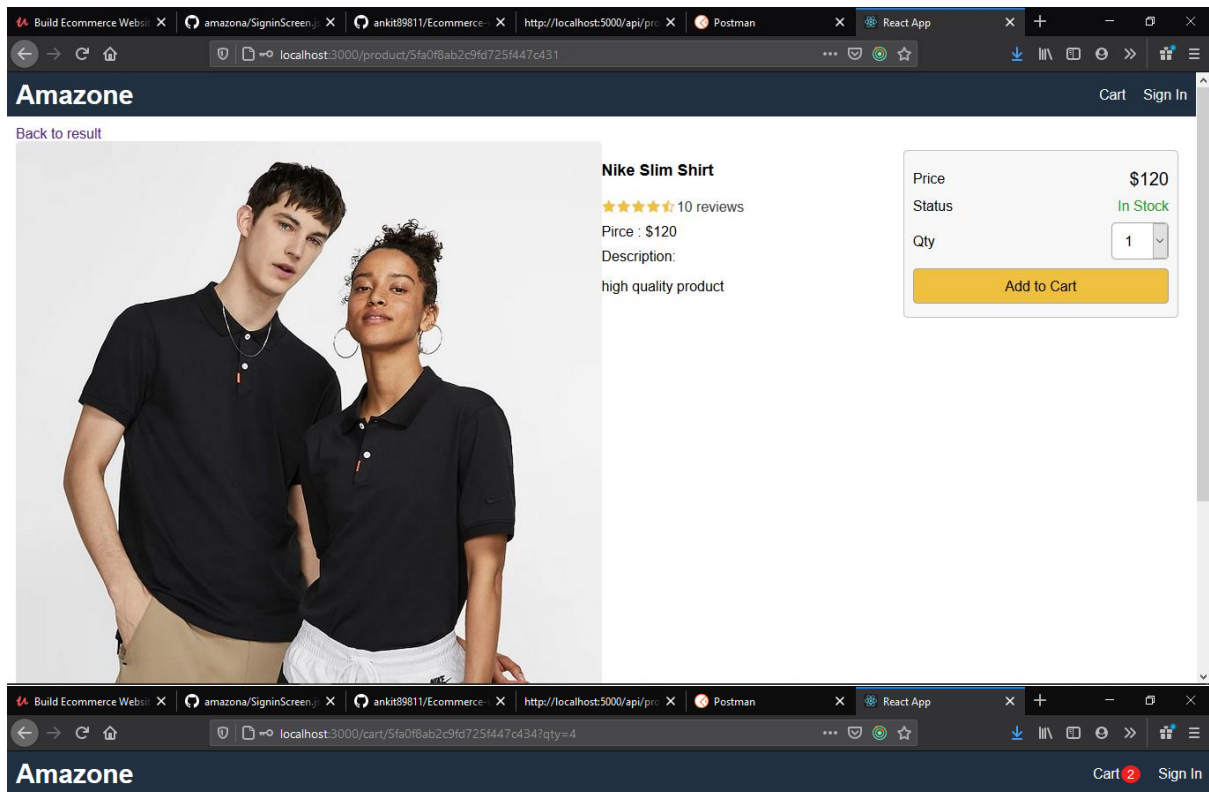 Build Ecommerce Websit amazona/SigninScreen.js ankit89811/Ecommerce- http://localhost:5000/api/pro Postman React App
localhost:3000/product/5fa0f8ab2c9fd725f447c431
Amazone Cart Sign In
Back to result
Nike Slim Shirt
10 reviews
Pirce : $120
Description:
high quality product
Price $120
Status In Stock
Qty 1
Add to Cart
NIKE
Build Ecommerce Websit amazona/SigninScreen.js ankit89811/Ecommerce- http://localhost:5000/api/pro Postman React App
localhost:3000/cart/5fa0f8ab2c9fd725f447c434?qty=4
Amazone Cart 2 Sign In